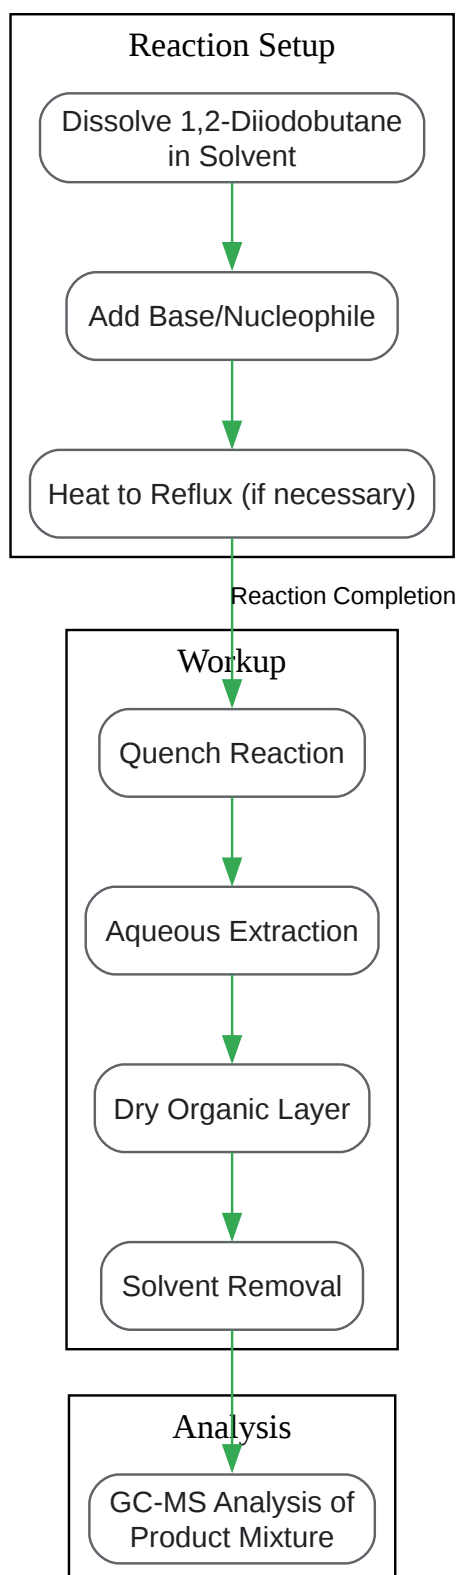 Reaction Setup
Dissolve 1,2-Diiodobutane
in Solvent
Add Base/Nucleophile
Heat to Reflux (if necessary)
Reaction Completion
Workup
Quench Reaction
Aqueous Extraction
Dry Organic Layer
Solvent Removal
Analysis
GC-MS Analysis of
Product Mixture